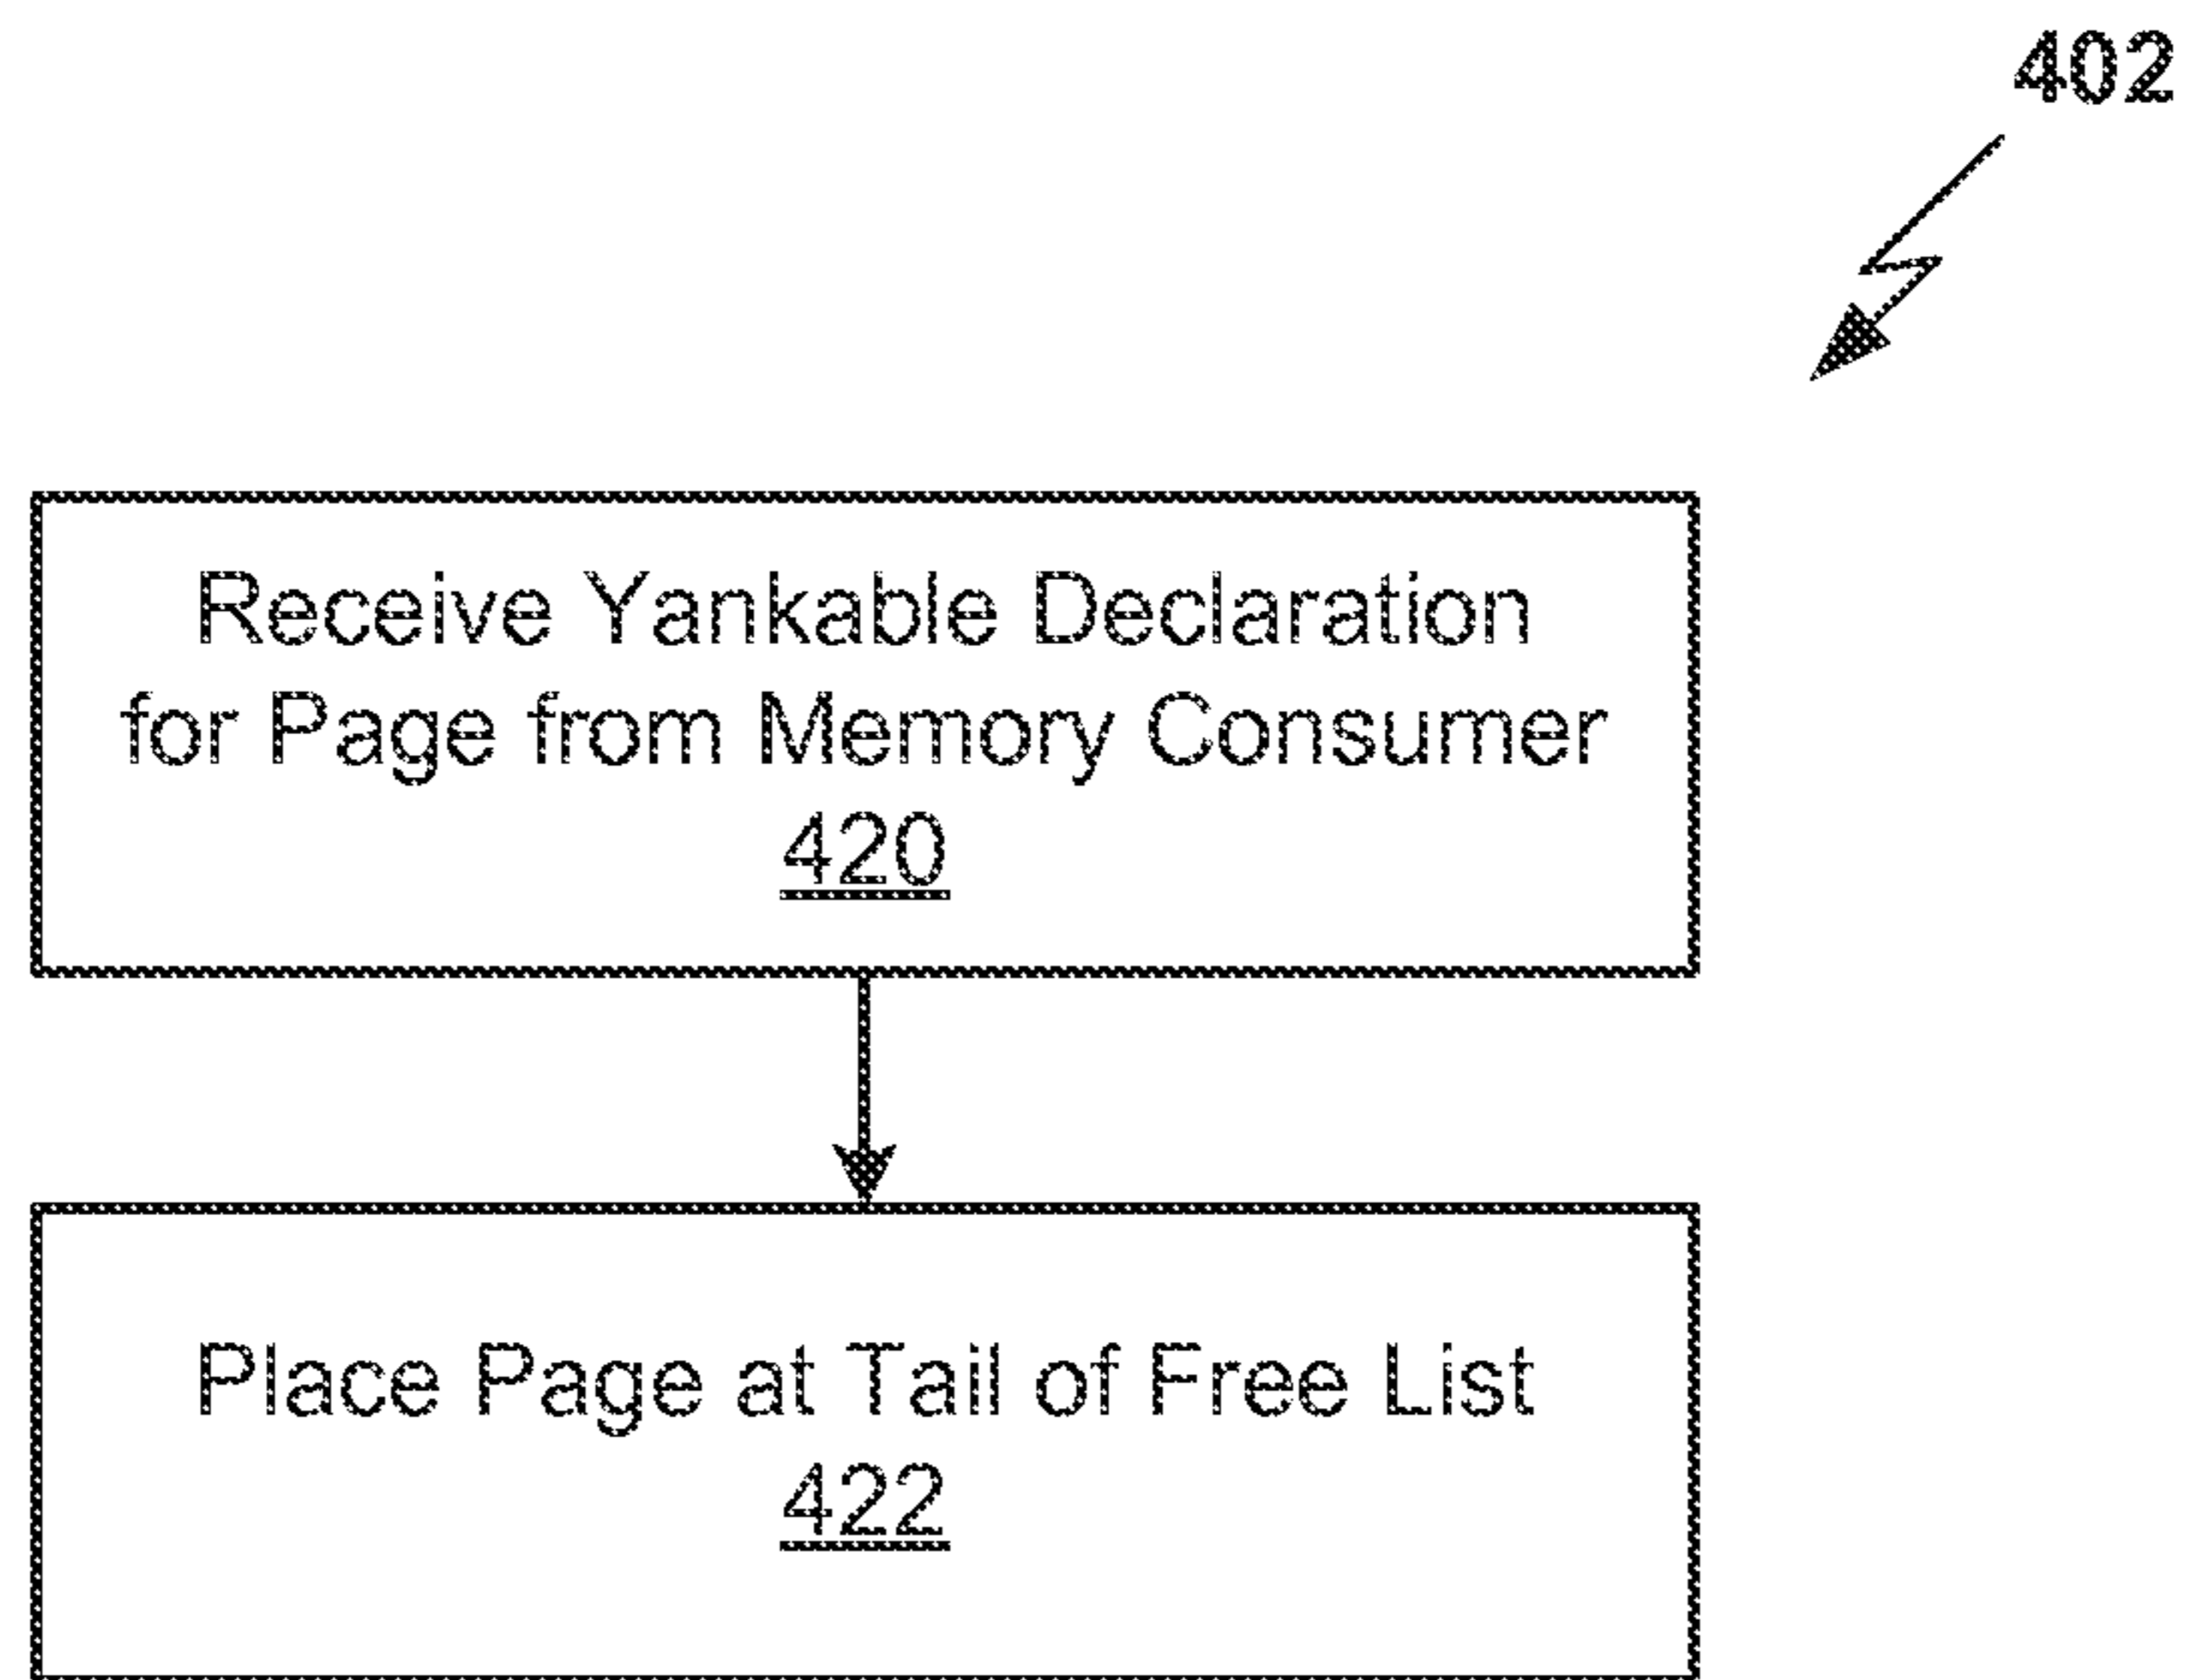 402
Receive Yankable Declaration
for Page from Memory Consumer
420
Place Page at Tail of Free List
422